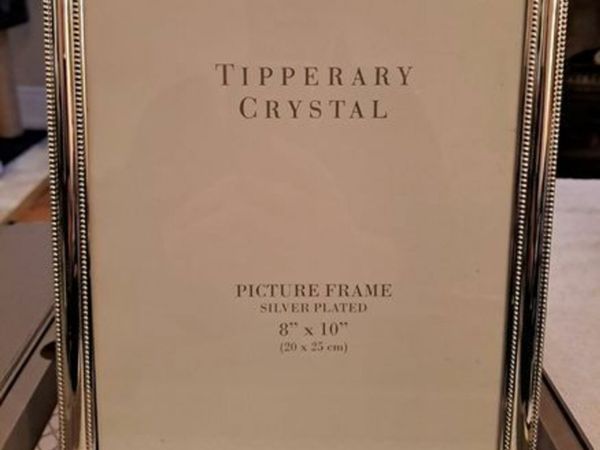 TIPPERARY
CRYSTAL
PICTURE FRAME
SILVER PLATED
8” x 10”
(20 x 25 cm)